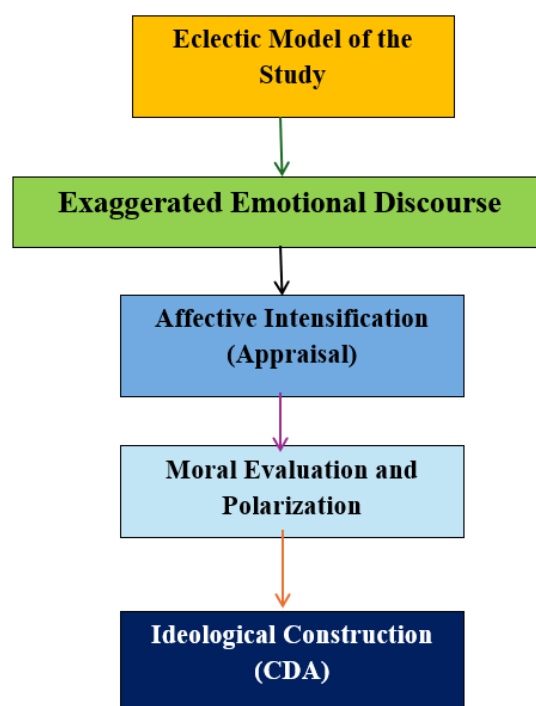 Eclectic Model of the
Study
Exaggerated Emotional Discourse
Affective Intensification
(Appraisal)
Moral Evaluation and
Polarization
Ideological Construction
(CDA)